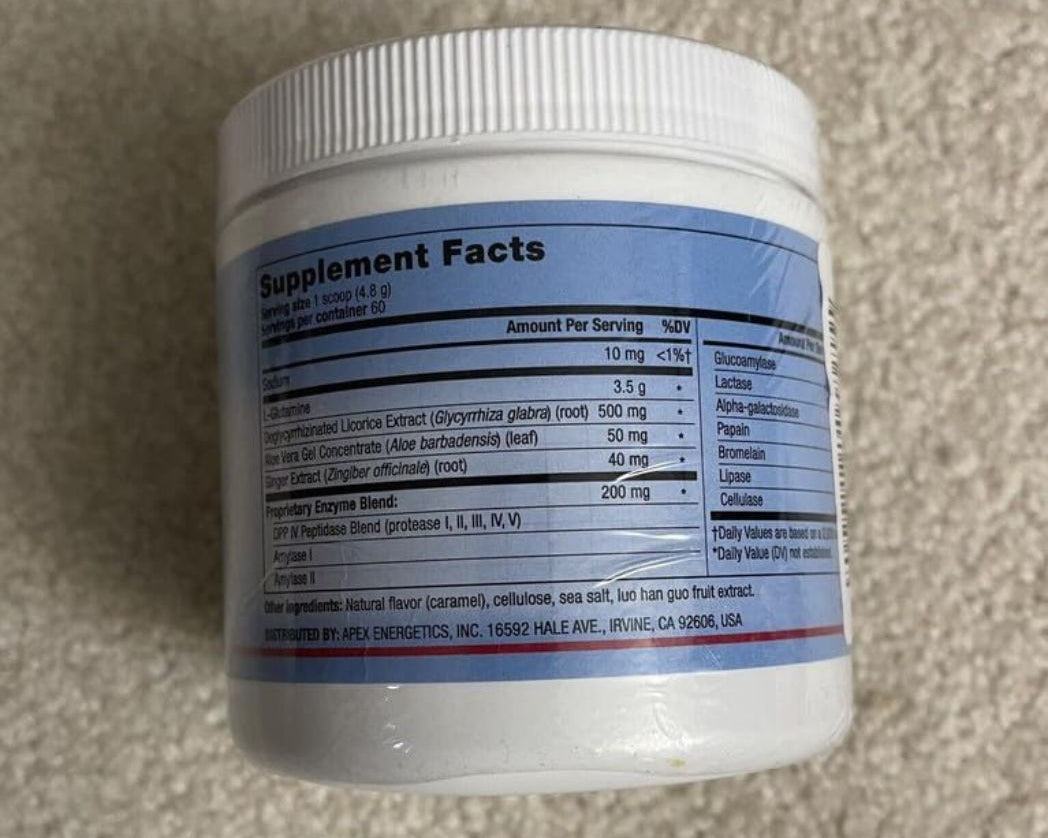 Supplement Facts
Serving size 1 scoop (4.8 g)
Servings per container 60
Amount Per Serving %DV
Sodium 10 mg <1%†
L-Glutamine 3.5 g *
Deglycyrrhizinated Licorice Extract (Glycyrrhiza glabra) (root) 500 mg *
Aloe Vera Gel Concentrate (Aloe barbadensis) (leaf) 50 mg *
Ginger Extract (Zingiber officinale) (root) 40 mg *
Proprietary Enzyme Blend: 200 mg *
DPP IV Peptidase Blend (protease I, II, III, IV, V)
Amylase I
Amylase II
Amount Per
Glucoamylase
Lactase
Alpha-galactosidase
Papain
Bromelain
Lipase
Cellulase
†Daily Values are based on a
*Daily Value (DV) not established.
Other ingredients: Natural flavor (caramel), cellulose, sea salt, luo han guo fruit extract.
DISTRIBUTED BY: APEX ENERGETICS, INC. 16592 HALE AVE., IRVINE, CA 92606, USA